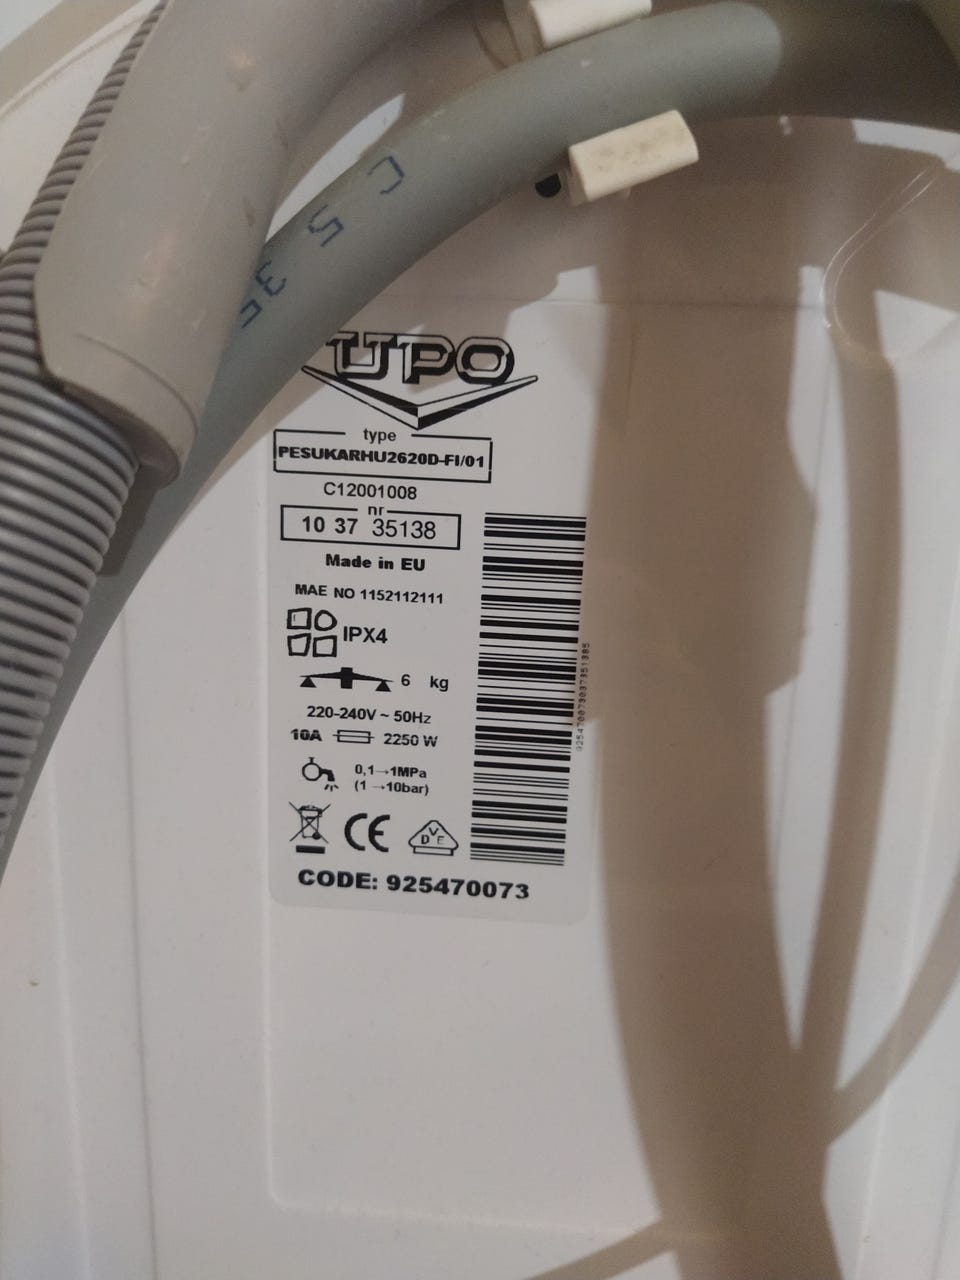 UPO
type
PESUKARHU2620D-FI/01
C12001008
nr
10 37 35138
Made in EU
MAE NO 1152112111
IPX4
6 kg
220-240V ~ 50Hz
10A 2250 W
0,1→1MPa
(1 →10bar)
CE
DVE
CODE: 925470073